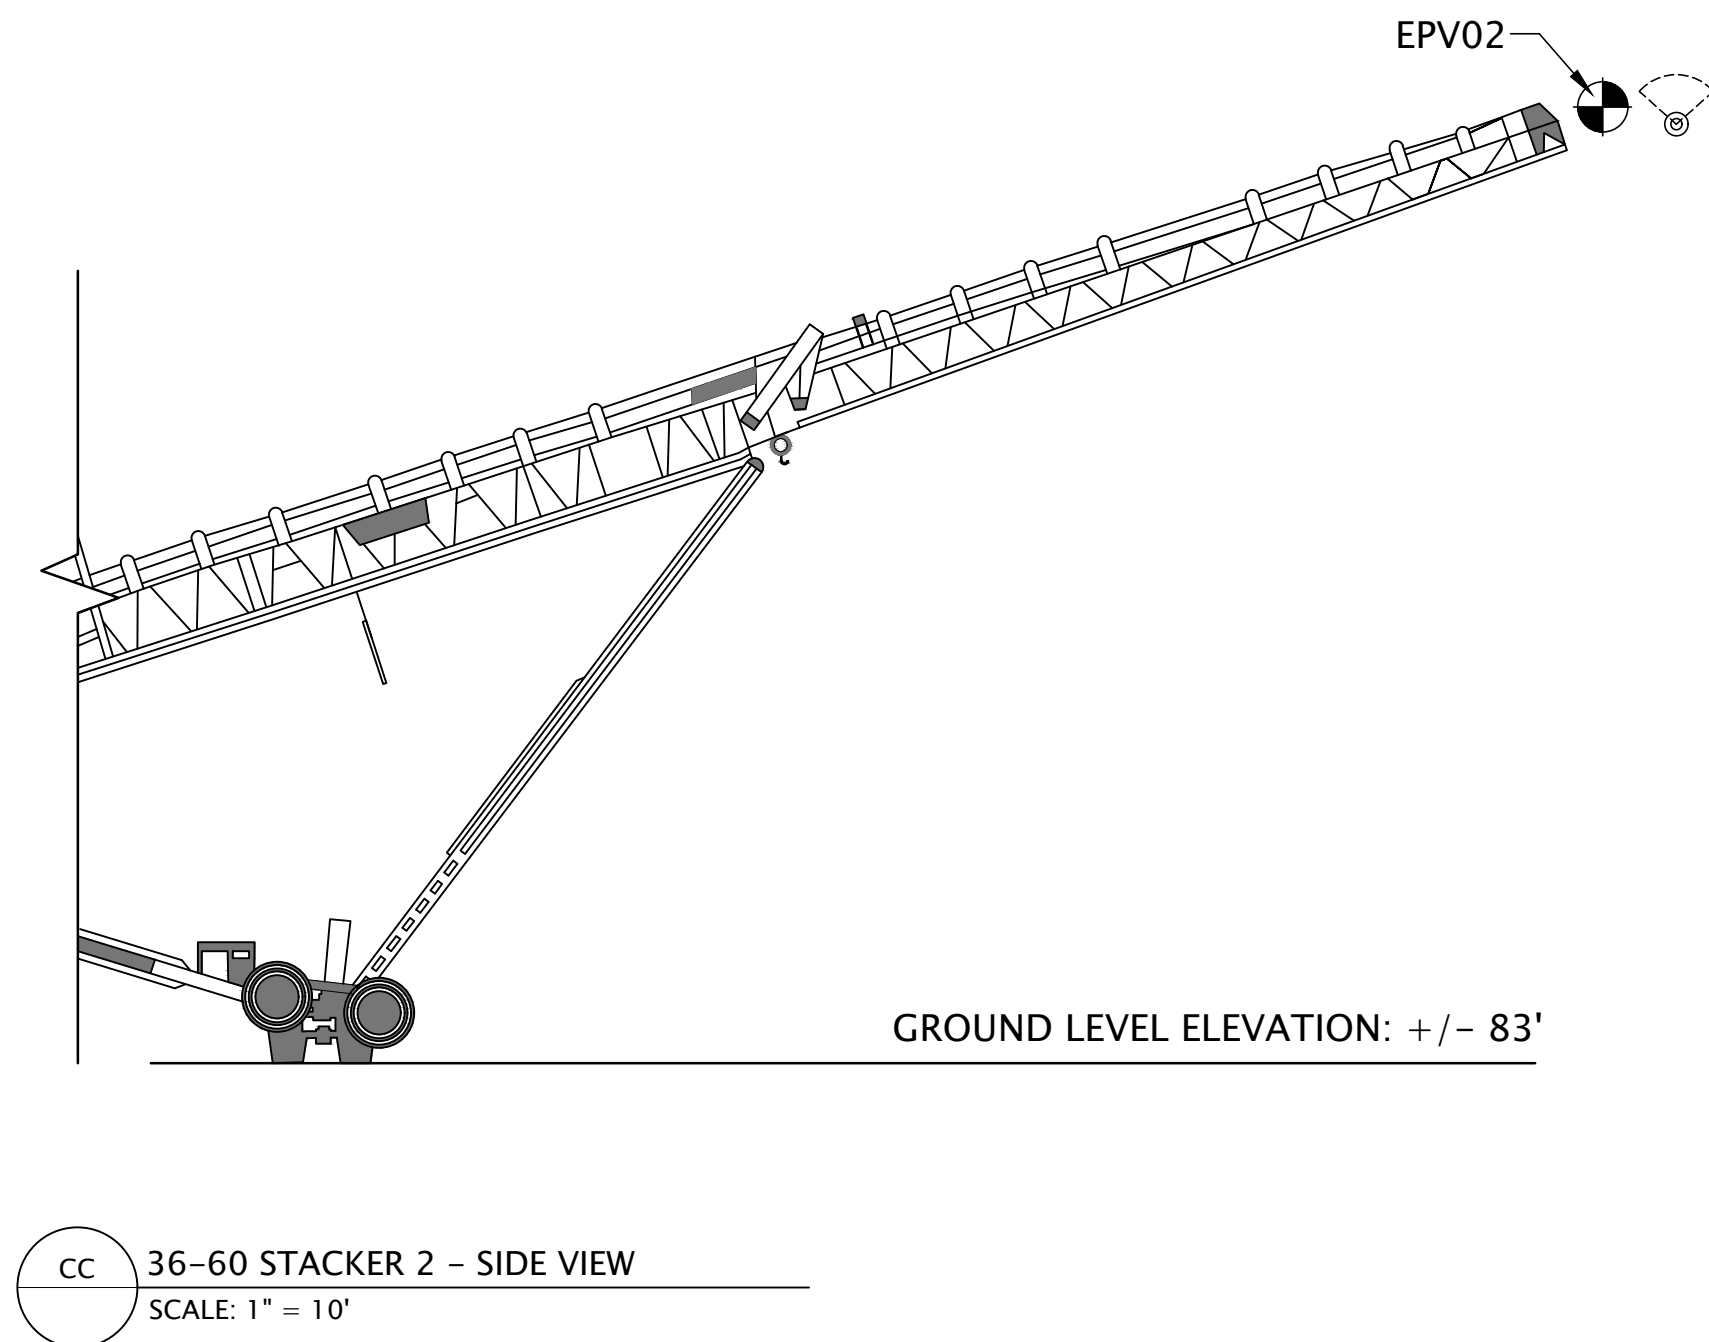 EPV02
GROUND LEVEL ELEVATION: +/- 83'
CC
36-60 STACKER 2 - SIDE VIEW
SCALE: 1" = 10'